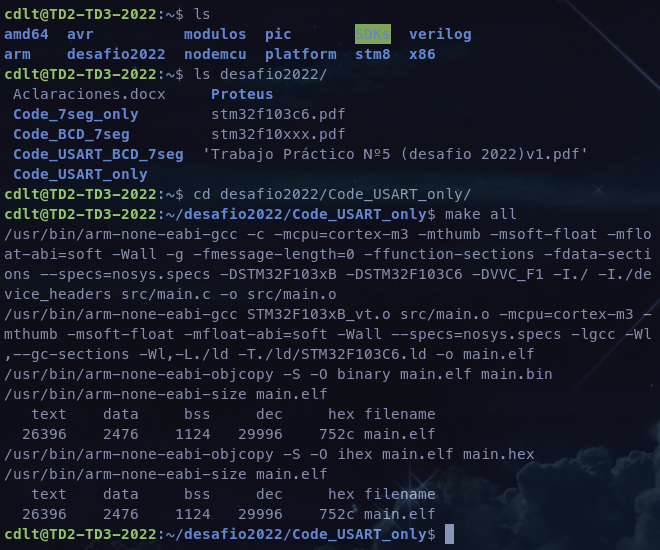 cdlt@TD2-TD3-2022:~$ ls
amd64  avr          modulos  pic       SDKs  verilog
arm    desafio2022  nodemcu  platform  stm8  x86
cdlt@TD2-TD3-2022:~$ ls desafio2022/
 Aclaraciones.docx     Proteus
 Code_7seg_only        stm32f103c6.pdf
 Code_BCD_7seg         stm32f10xxx.pdf
 Code_USART_BCD_7seg  'Trabajo Práctico Nº5 (desafio 2022)v1.pdf'
 Code_USART_only
cdlt@TD2-TD3-2022:~$ cd desafio2022/Code_USART_only/
cdlt@TD2-TD3-2022:~/desafio2022/Code_USART_only$ make all
/usr/bin/arm-none-eabi-gcc -c -mcpu=cortex-m3 -mthumb -msoft-float -mflo
at-abi=soft -Wall -g -fmessage-length=0 -ffunction-sections -fdata-secti
ons --specs=nosys.specs -DSTM32F103xB -DSTM32F103C6 -DVVC_F1 -I./ -I./de
vice_headers src/main.c -o src/main.o
/usr/bin/arm-none-eabi-gcc STM32F103xB_vt.o src/main.o -mcpu=cortex-m3 -
mthumb -msoft-float -mfloat-abi=soft -Wall --specs=nosys.specs -lgcc -Wl
,--gc-sections -Wl,-L./ld -T./ld/STM32F103C6.ld -o main.elf
/usr/bin/arm-none-eabi-objcopy -S -O binary main.elf main.bin
/usr/bin/arm-none-eabi-size main.elf
   text    data     bss     dec     hex filename
  26396    2476    1124   29996    752c main.elf
/usr/bin/arm-none-eabi-objcopy -S -O ihex main.elf main.hex
/usr/bin/arm-none-eabi-size main.elf
   text    data     bss     dec     hex filename
  26396    2476    1124   29996    752c main.elf
cdlt@TD2-TD3-2022:~/desafio2022/Code_USART_only$